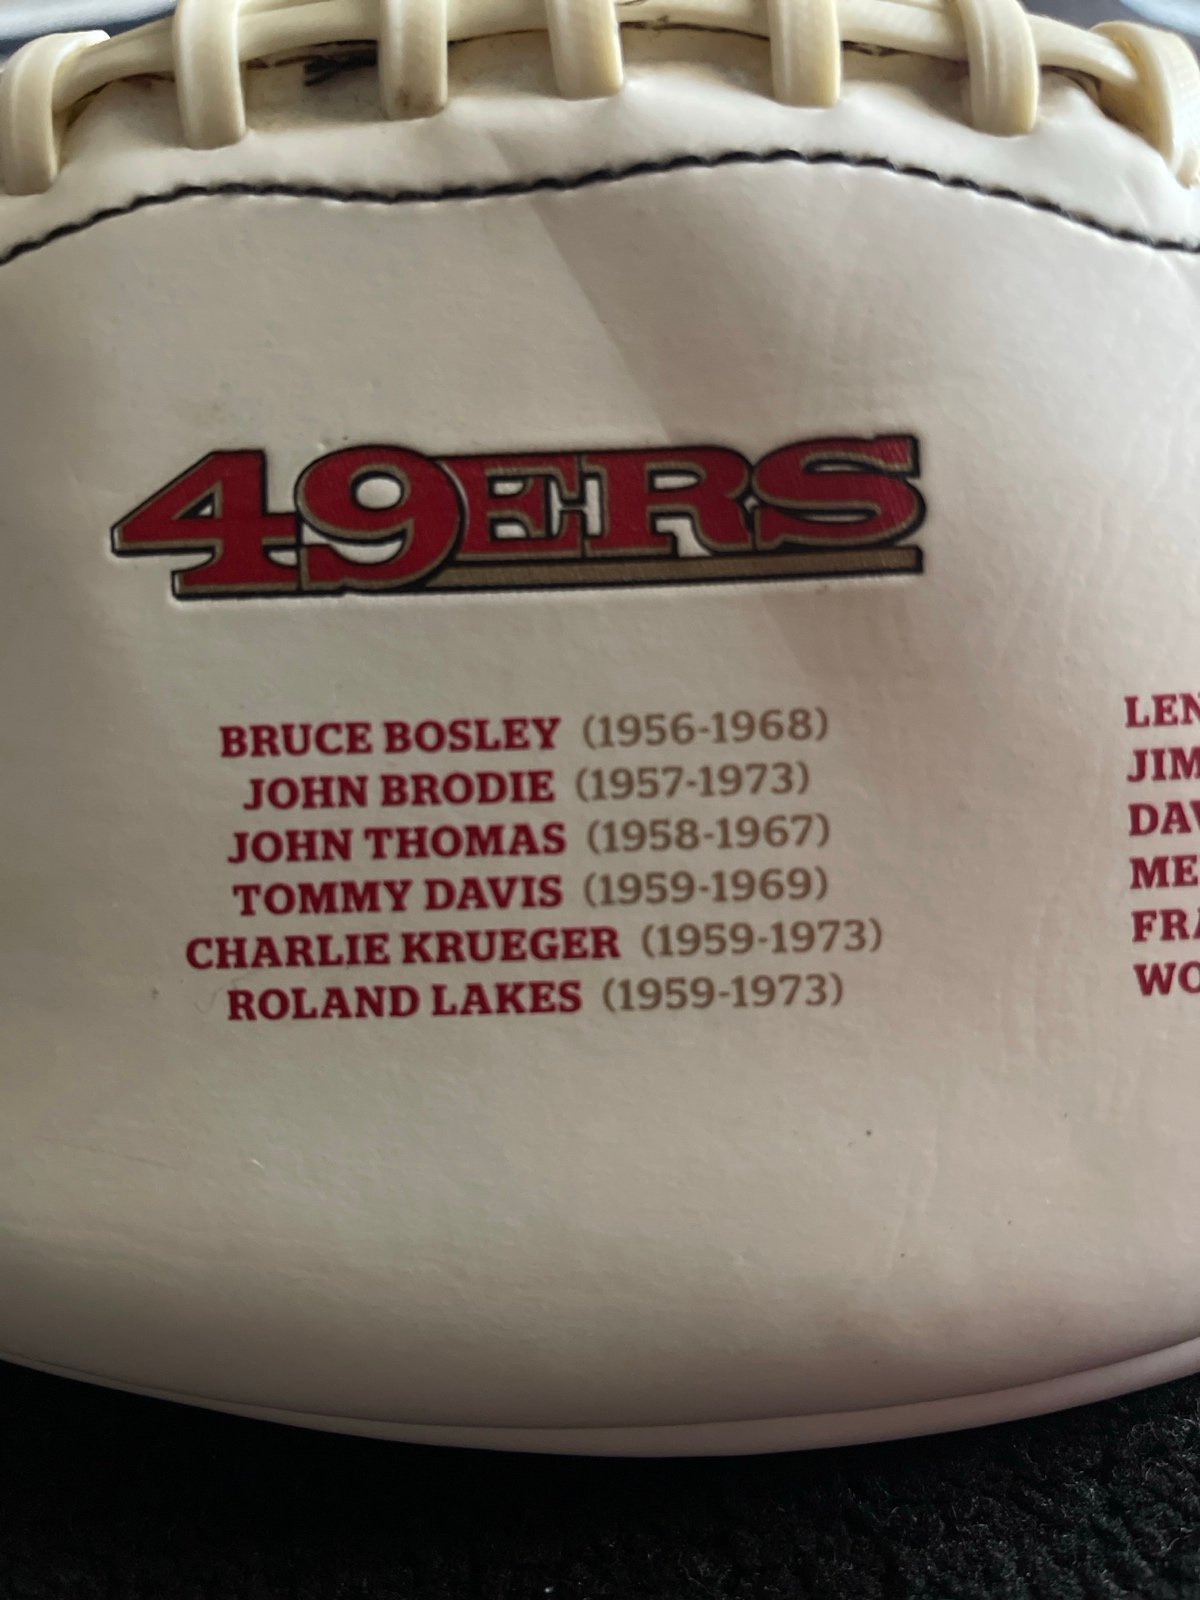 49ERS
BRUCE BOSLEY (1956-1968)
JOHN BRODIE (1957-1973)
JOHN THOMAS (1958-1967)
TOMMY DAVIS (1959-1969)
CHARLIE KRUEGER (1959-1973)
ROLAND LAKES (1959-1973)
LEN
JIM
DAV
ME
FRA
WO